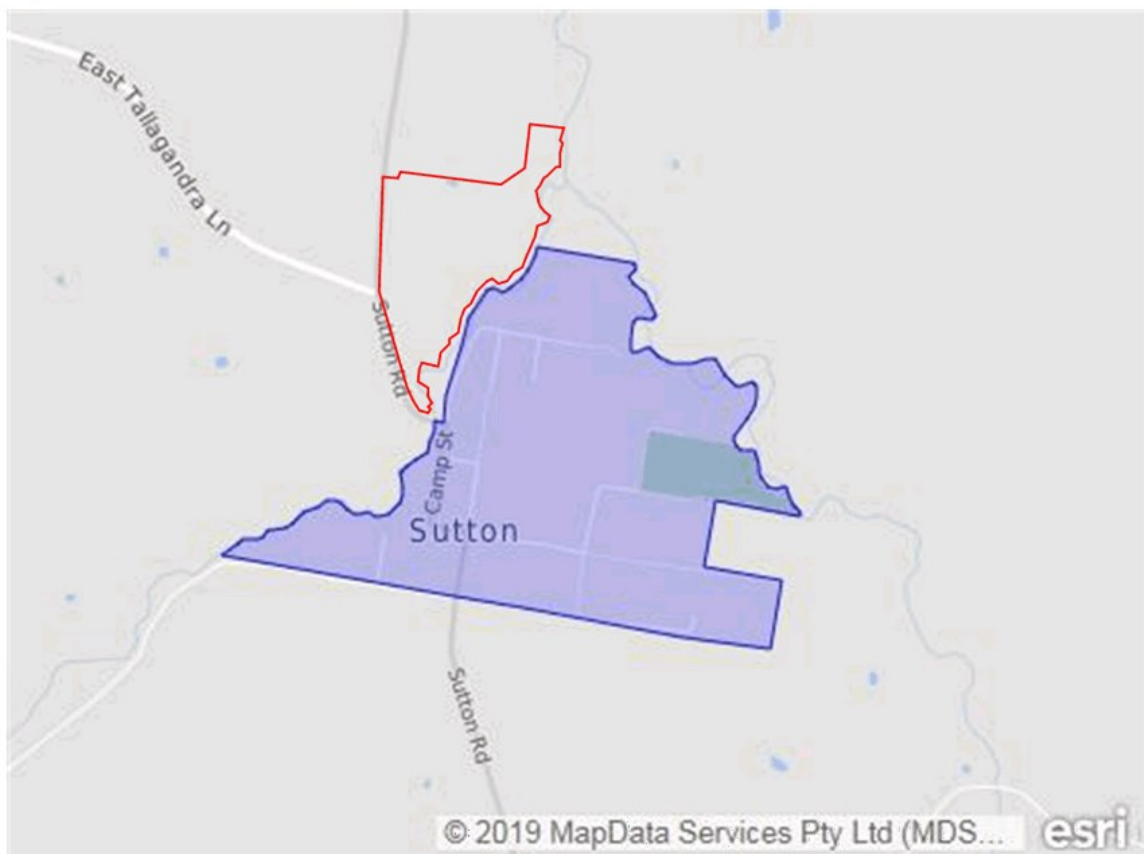 East Tallagandra Ln
Sutton Rd
Camp St
Sutton
Sutton Rd
© 2019 MapData Services Pty Ltd (MDS...
esri